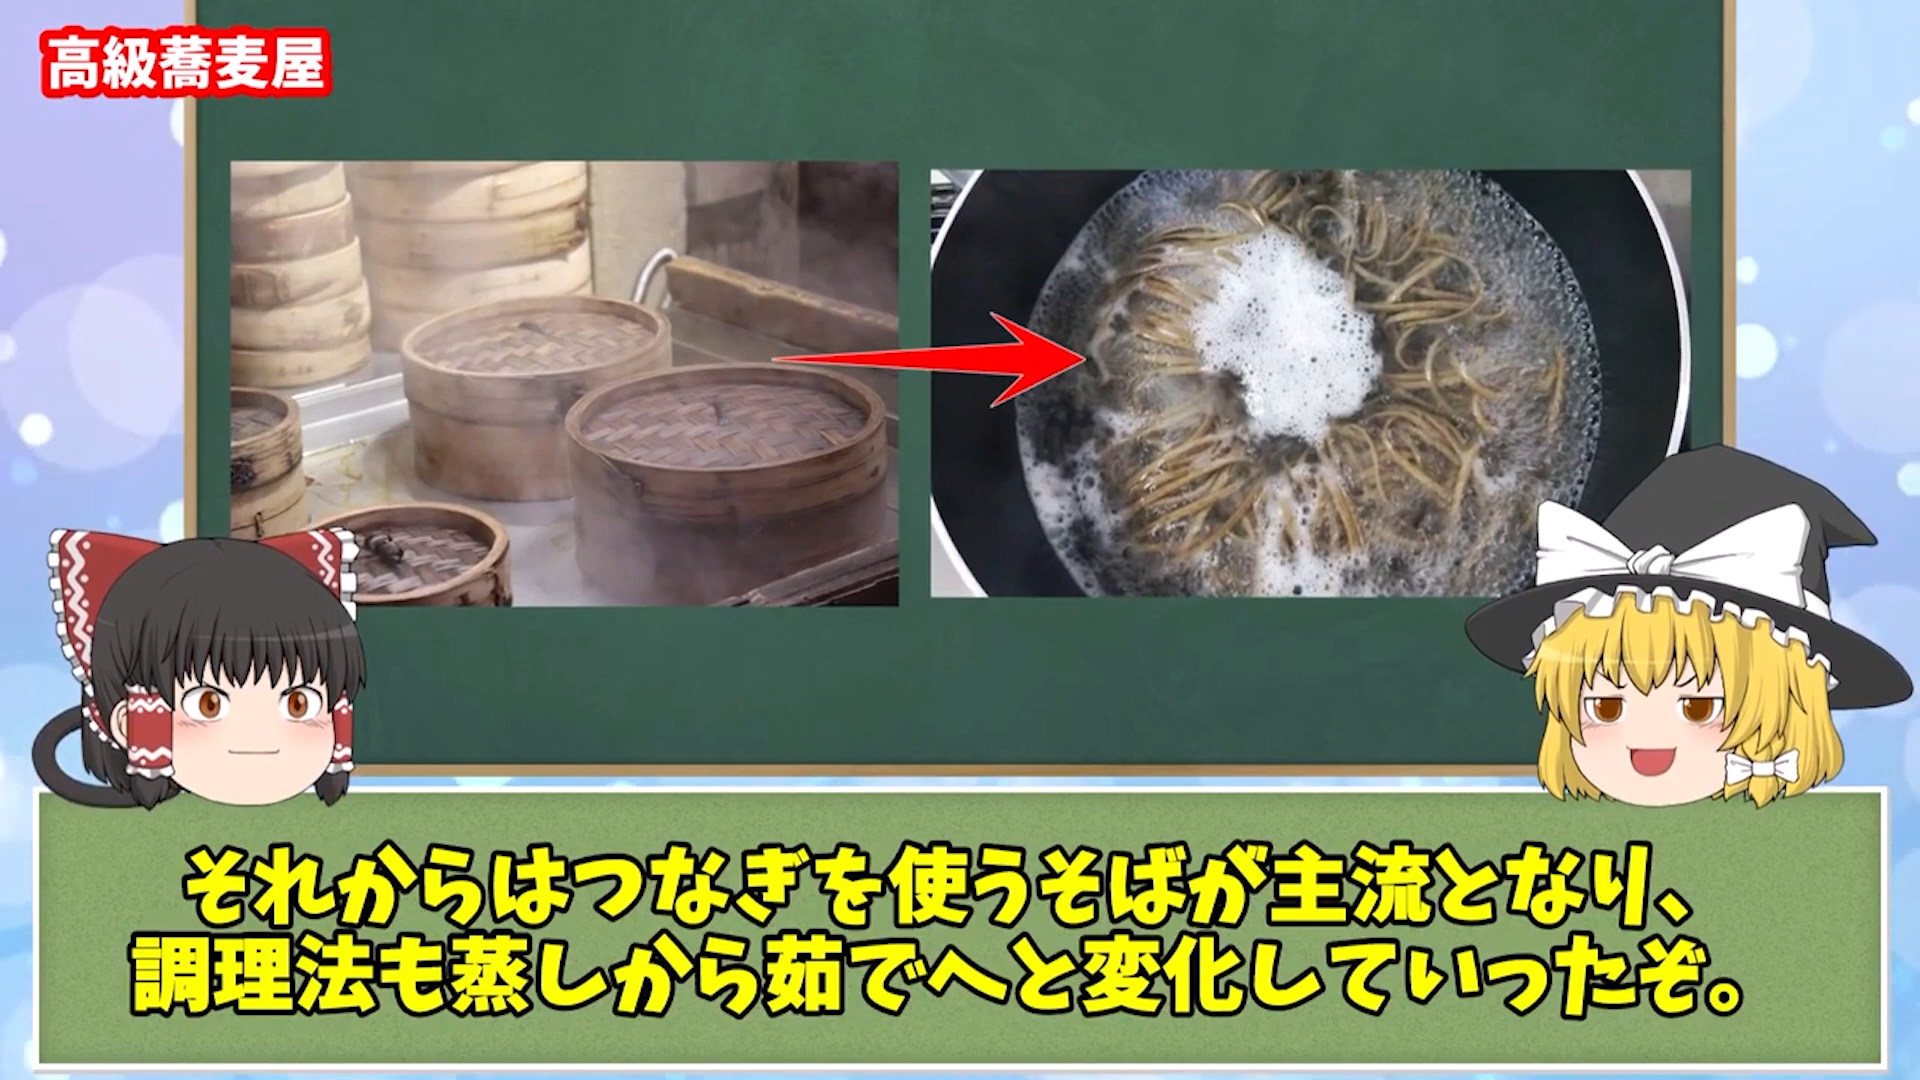 高級蕎麦屋
それからはつなぎを使うそばが主流となり、
調理法も蒸しから茹でへと変化していったぞ。